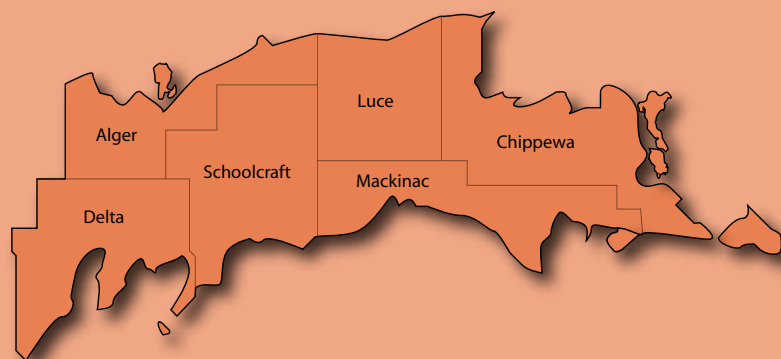 Luce
Alger
Chippewa
Schoolcraft
Mackinac
Delta